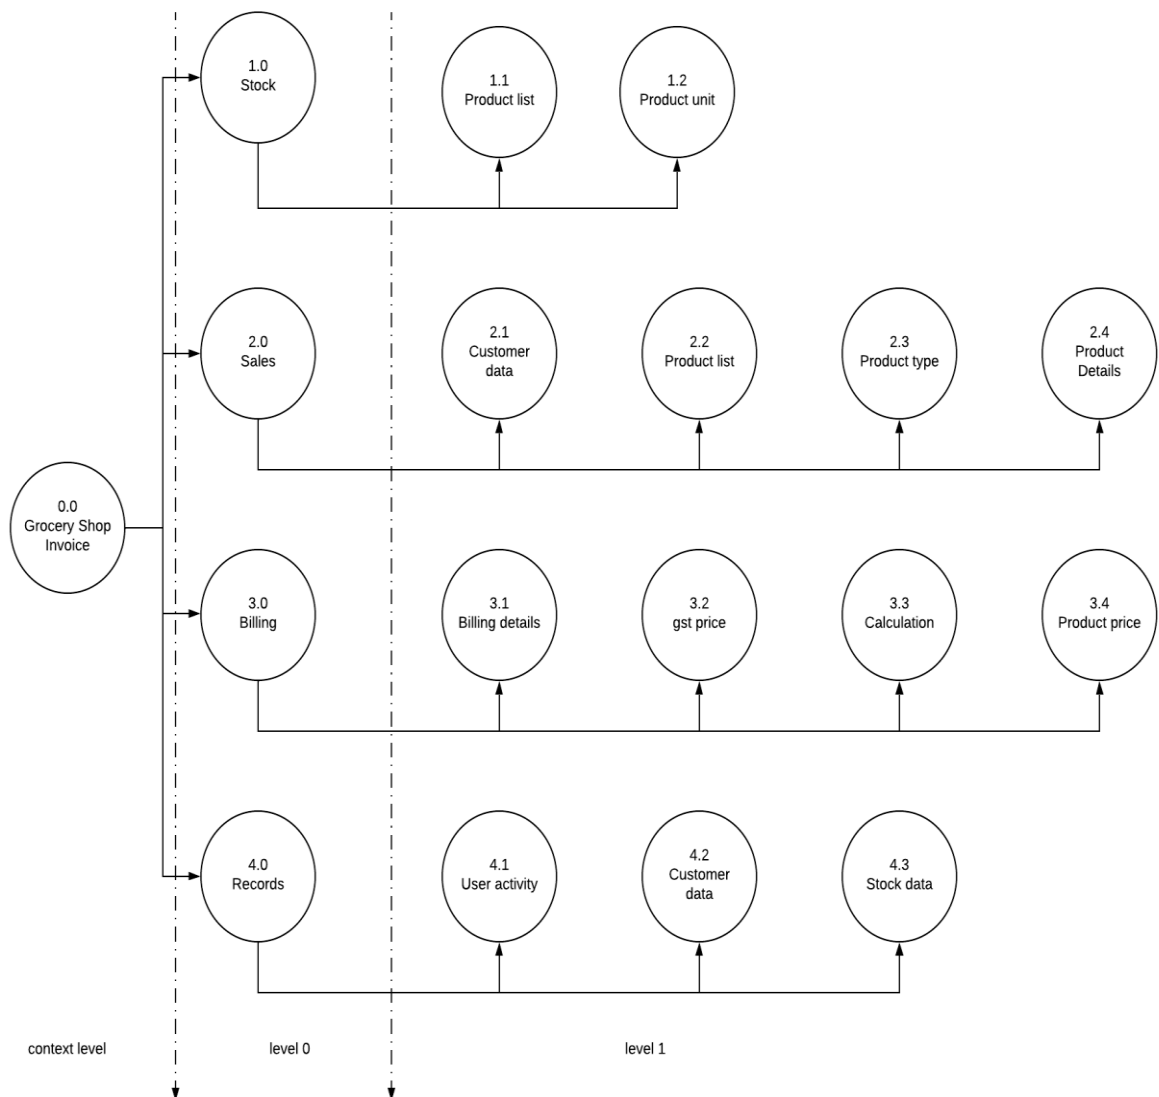 1.0
Stock
1.1
Product list
1.2
Product unit
2.0
Sales
2.1
Customer
data
2.2
Product list
2.3
Product type
2.4
Product
Details
0.0
Grocery Shop
Invoice
3.0
Billing
3.1
Billing details
3.2
gst price
3.3
Calculation
3.4
Product price
4.0
Records
4.1
User activity
4.2
Customer
data
4.3
Stock data
context level
level 0
level 1